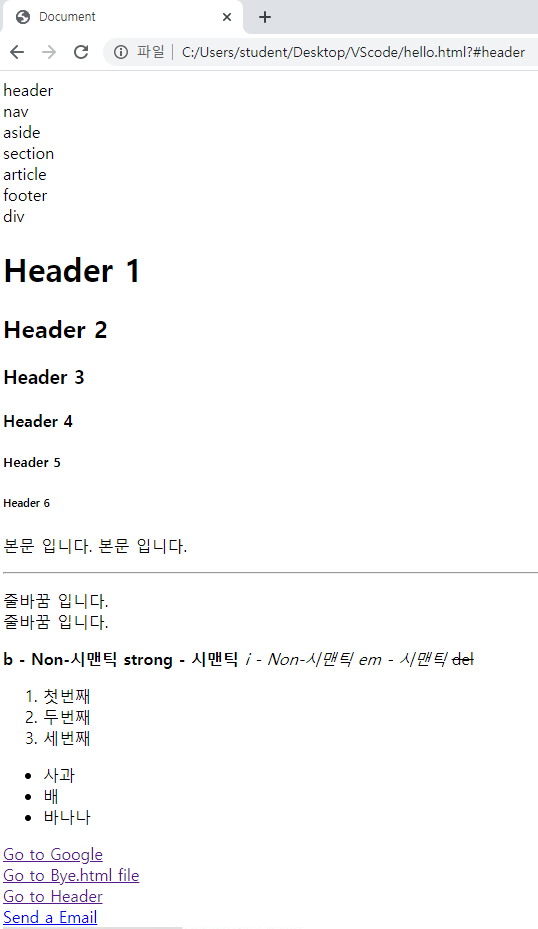 Document
파일 C:/Users/student/Desktop/VScode/hello.html?#header
header
nav
aside
section
article
footer
div
Header 1
Header 2
Header 3
Header 4
Header 5
Header 6
본문 입니다. 본문 입니다.
줄바꿈 입니다.
줄바꿈 입니다.
b - Non-시맨틱 strong - 시맨틱 i - Non-시맨틱 em - 시맨틱 del
1. 첫번째
2. 두번째
3. 세번째
• 사과
• 배
• 바나나
Go to Google
Go to Bye.html file
Go to Header
Send a Email